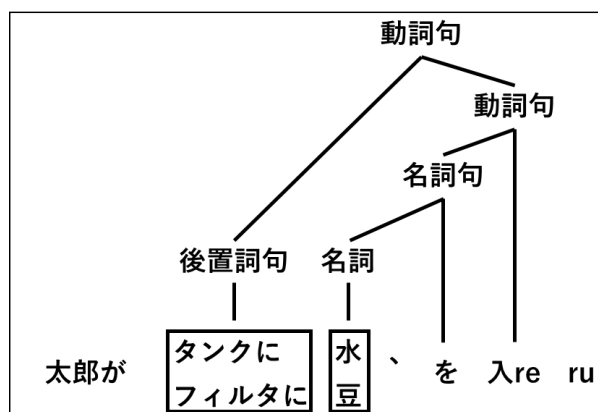 動詞句
動詞句
名詞句
後置詞句 名詞
太郎が タンクに 水 、 を 入re ru
フィルタに 豆